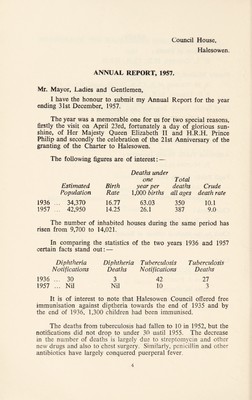 Council House,
Halesowen.
ANNUAL REPORT, 1957.
Mr. Mayor, Ladies and Gentlemen,
I have the honour to submit my Annual Report for the year
ending 31st December, 1957.
The year was a memorable one for us for two special reasons,
firstly the visit on April 23rd, fortunately a day of glorious sun-
shine, of Her Majesty Queen Elizabeth II and H.R.H. Prince
Philip and secondly the celebration of the 21st Anniversary of the
granting of the Charter to Halesowen.
The following figures are of interest:—
Estimated Population Birth Rate Deaths under one year per 1,000 births Total deaths all ages Crude death rate
1936 ... 34,370 16.77 63.03 350 10.1
1957 ... 42,950 14.25 26.1 387 9.0
The number of inhabited houses during the same period has
risen from 9,700 to 14,021.
In comparing the statistics of the two years 1936 and 1957
certain facts stand out:—
Diphtheria Notifications Diphtheria Deaths Tuberculosis Notifications Tuberculosis Deaths
1936 ... 30 3 42 27
1957 ... Nil Nil 10 3
It is of interest to note that Halesowen Council offered free
immunisation against diptheria towards the end of 1935 and by
the end of 1936, 1,300 children had been immunised.
The deaths from tuberculosis had fallen to 10 in 1952, but the
notifications did not drop to under 30 until 1955. The decrease
in the number of deaths is largely due to streptomycin and other
new drugs and also to chest surgery. Similarly, penicillin and other
antibiotics have largely conquered puerperal fever.
4